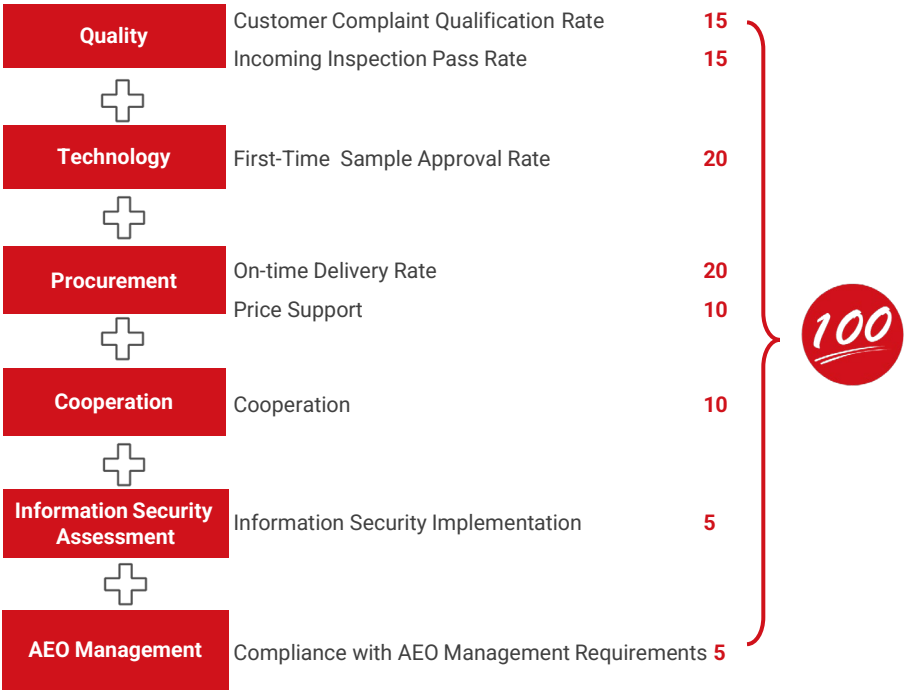 Quality
Customer Complaint Qualification Rate 15
Incoming Inspection Pass Rate 15
Technology
First-Time Sample Approval Rate 20
Procurement
On-time Delivery Rate 20
Price Support 10
Cooperation
Cooperation 10
Information Security
Assessment
Information Security Implementation 5
AEO Management
Compliance with AEO Management Requirements 5
100